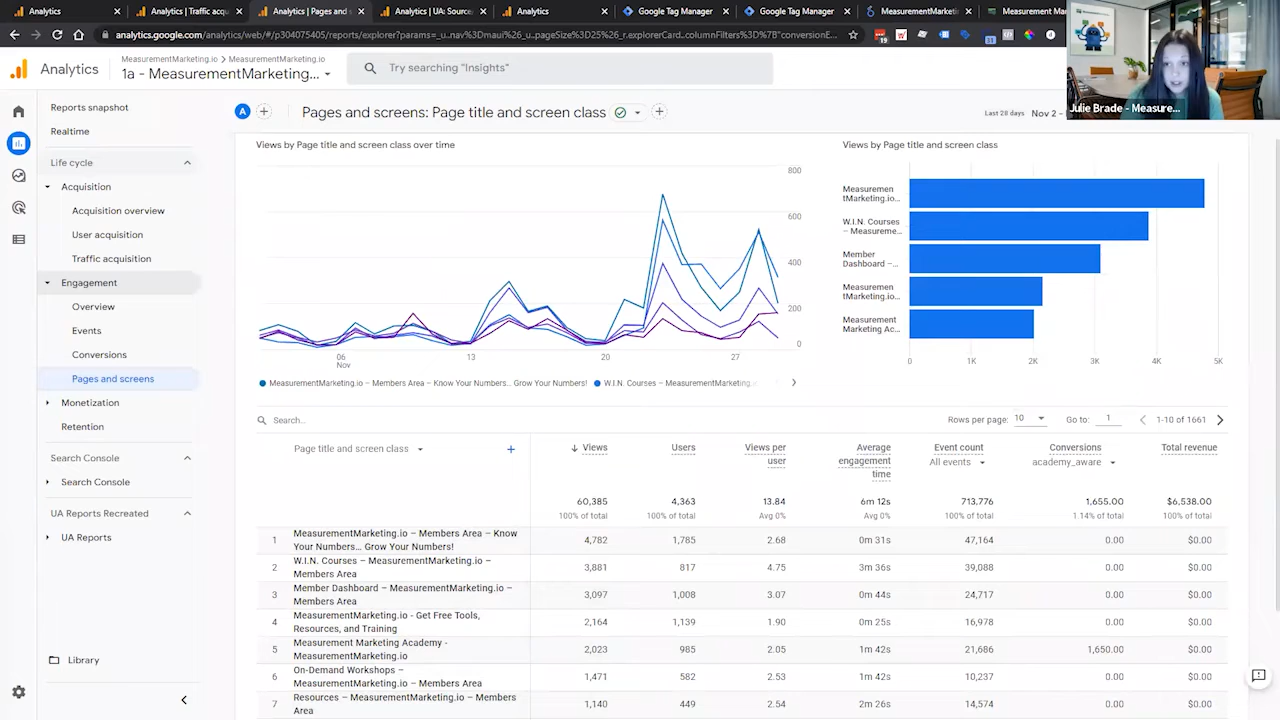 Analytics
Analytics | Traffic acqu
Analytics | Pages and
Analytics | UA: Sourc
Analytics
Google Tag Manager
Google Tag Manager
MeasurementMarketi
Measurement Mar
analytics.google.com/analytics/web/#/p304075405/reports/explorer?params=_u..nav%3Dmaui%26_u.pageSize%3D25%26_r.explorerCard..columnFilters%3D%7B"conversionE...
Analytics
MeasurementMarketing.io > MeasurementMarketing.io
1a - MeasurementMarketing...
Try searching "Insights"
Julie Brade - Measure...
Reports snapshot
Realtime
Life cycle
Acquisition
Acquisition overview
User acquisition
Traffic acquisition
Engagement
Overview
Events
Conversions
Pages and screens
Monetization
Retention
Search Console
Search Console
UA Reports Recreated
UA Reports
Library
A
Pages and screens: Page title and screen class
Last 28 days Nov 2 -
Views by Page title and screen class over time
800
600
400
200
0
06
Nov
13
20
27
MeasurementMarketing.io – Members Area – Know Your Numbers... Grow Your Numbers!
W.I.N. Courses – MeasurementMarketing.
Views by Page title and screen class
Measuremen
tMarketing.io...
W.I.N. Courses
– Measureme...
Member
Dashboard –...
Measuremen
tMarketing.io...
Measurement
Marketing Ac...
0 1K 2K 3K 4K 5K
Search...
Rows per page: 10
Go to: 1
1-10 of 1661
Page title and screen class
Views
Users
Views per
user
Average
engagement
time
Event count
All events
Conversions
academy_aware
Total revenue
60,385 4,363 13.84 6m 12s 713,776 1,655.00 $6,538.00
100% of total 100% of total Avg 0% Avg 0% 100% of total 1.14% of total 100% of total
1 MeasurementMarketing.io – Members Area – Know
Your Numbers... Grow Your Numbers!
4,782 1,785 2.68 0m 31s 47,164 0.00 $0.00
2 W.I.N. Courses – MeasurementMarketing.io –
Members Area
3,881 817 4.75 3m 36s 39,088 0.00 $0.00
3 Member Dashboard – MeasurementMarketing.io –
Members Area
3,097 1,008 3.07 0m 44s 24,717 0.00 $0.00
4 MeasurementMarketing.io - Get Free Tools,
Resources, and Training
2,164 1,139 1.90 0m 25s 16,978 0.00 $0.00
5 Measurement Marketing Academy -
MeasurementMarketing.io
2,023 985 2.05 1m 42s 21,686 1,650.00 $0.00
6 On-Demand Workshops –
MeasurementMarketing.io – Members Area
1,471 582 2.53 1m 42s 10,237 0.00 $0.00
7 Resources – MeasurementMarketing.io – Members
Area
1,140 449 2.54 2m 26s 14,574 0.00 $0.00